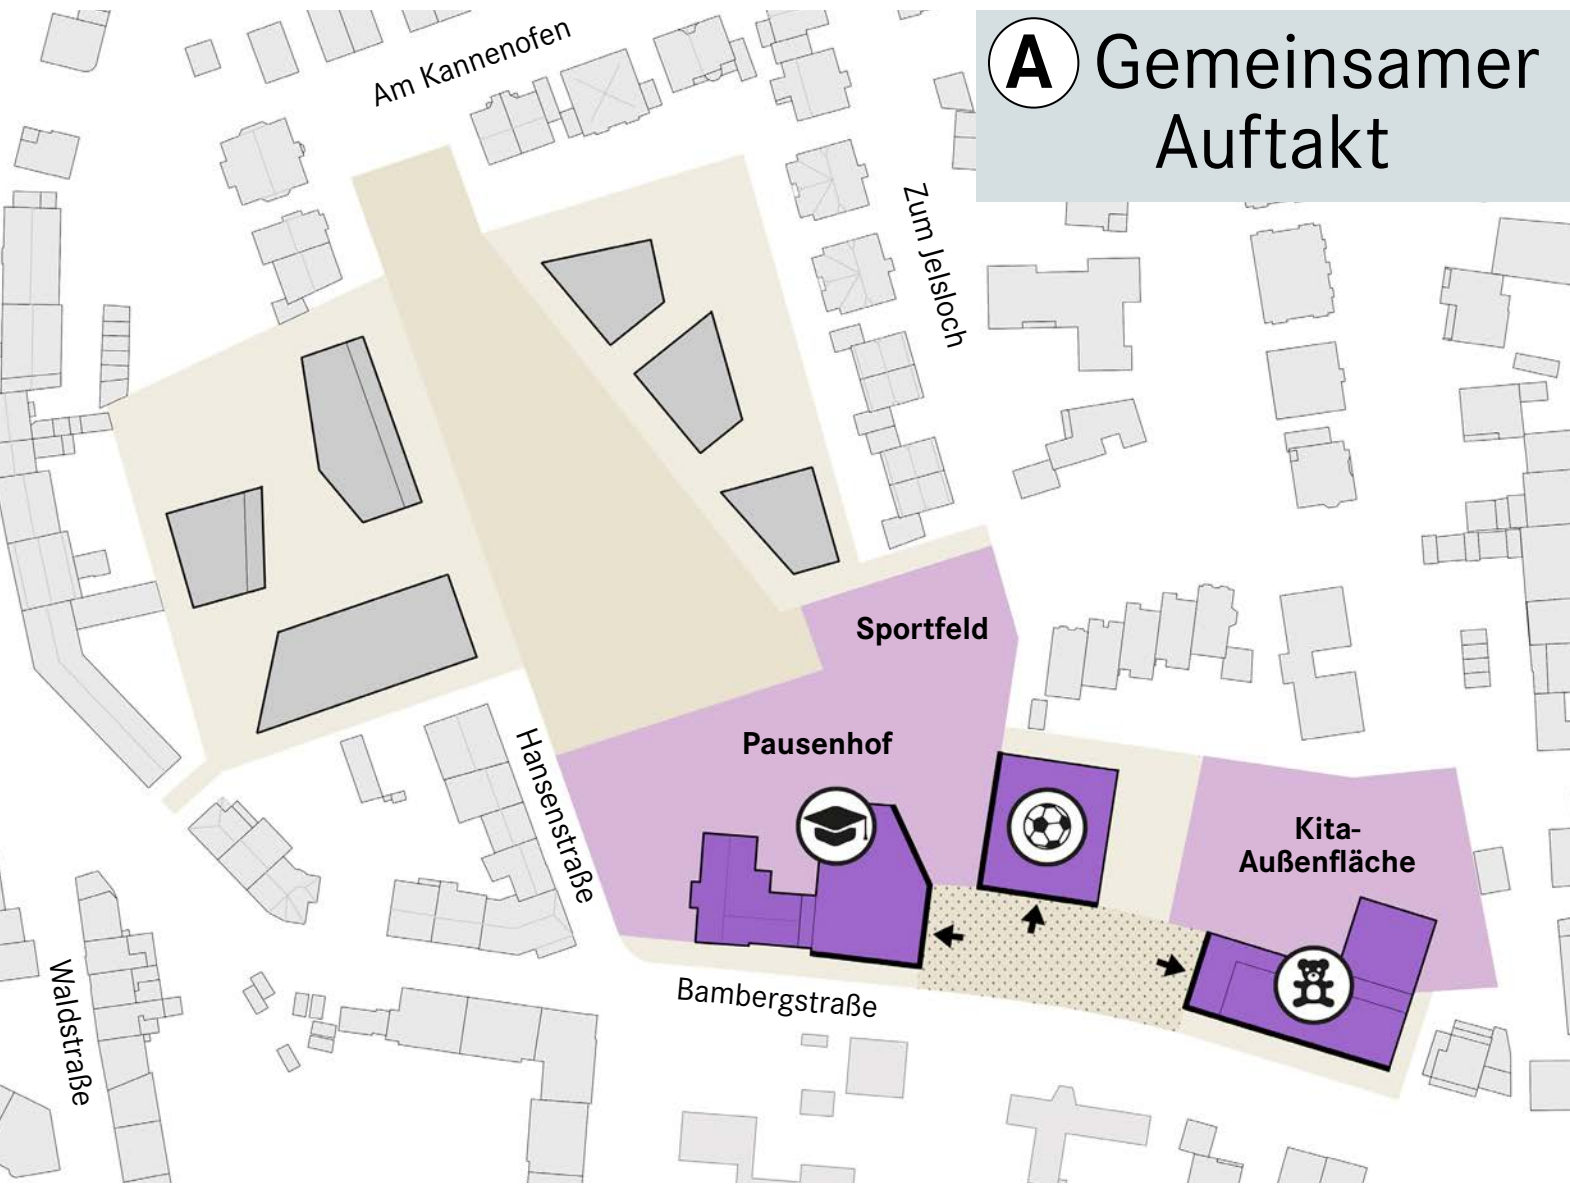 A Gemeinsamer
Auftakt
Am Kannenofen
Zum Jelsloch
Sportfeld
Pausenhof
Hansenstraße
Kita-
Außenfläche
Bambergstraße
Waldstraße